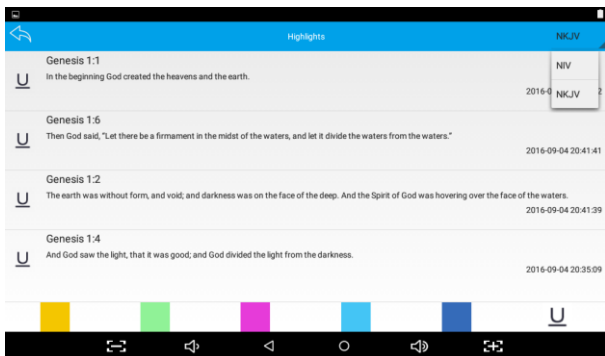 Highlights
NKJV
NIV
NKJV
Genesis 1:1
In the beginning God created the heavens and the earth.
2016-0
2
Genesis 1:6
Then God said, "Let there be a firmament in the midst of the waters, and let it divide the waters from the waters."
2016-09-04 20:41:41
Genesis 1:2
The earth was without form, and void; and darkness was on the face of the deep. And the Spirit of God was hovering over the face of the waters.
2016-09-04 20:41:39
Genesis 1:4
And God saw the light, that it was good; and God divided the light from the darkness.
2016-09-04 20:35:09